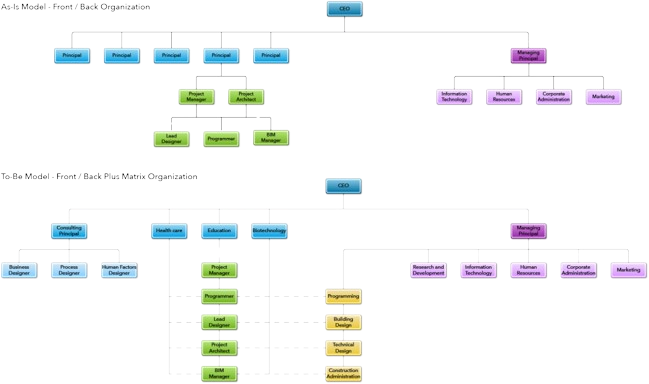 As-Is Model - Front / Back Organization
CEO
Principal
Principal
Principal
Principal
Principal
Managing
Principal
Project
Manager
Project
Architect
Information
Technology
Human
Resources
Corporate
Administration
Marketing
Lead
Designer
Programmer
BIM
Manager
To-Be Model - Front / Back Plus Matrix Organization
CEO
Consulting
Principal
Health care
Education
Biotechnology
Managing
Principal
Business
Designer
Process
Designer
Human Factors
Designer
Project
Manager
Research and
Development
Information
Technology
Human
Resources
Corporate
Administration
Marketing
Programmer
Programming
Lead
Designer
Building
Design
Project
Architect
Technical
Design
BIM
Manager
Construction
Administration